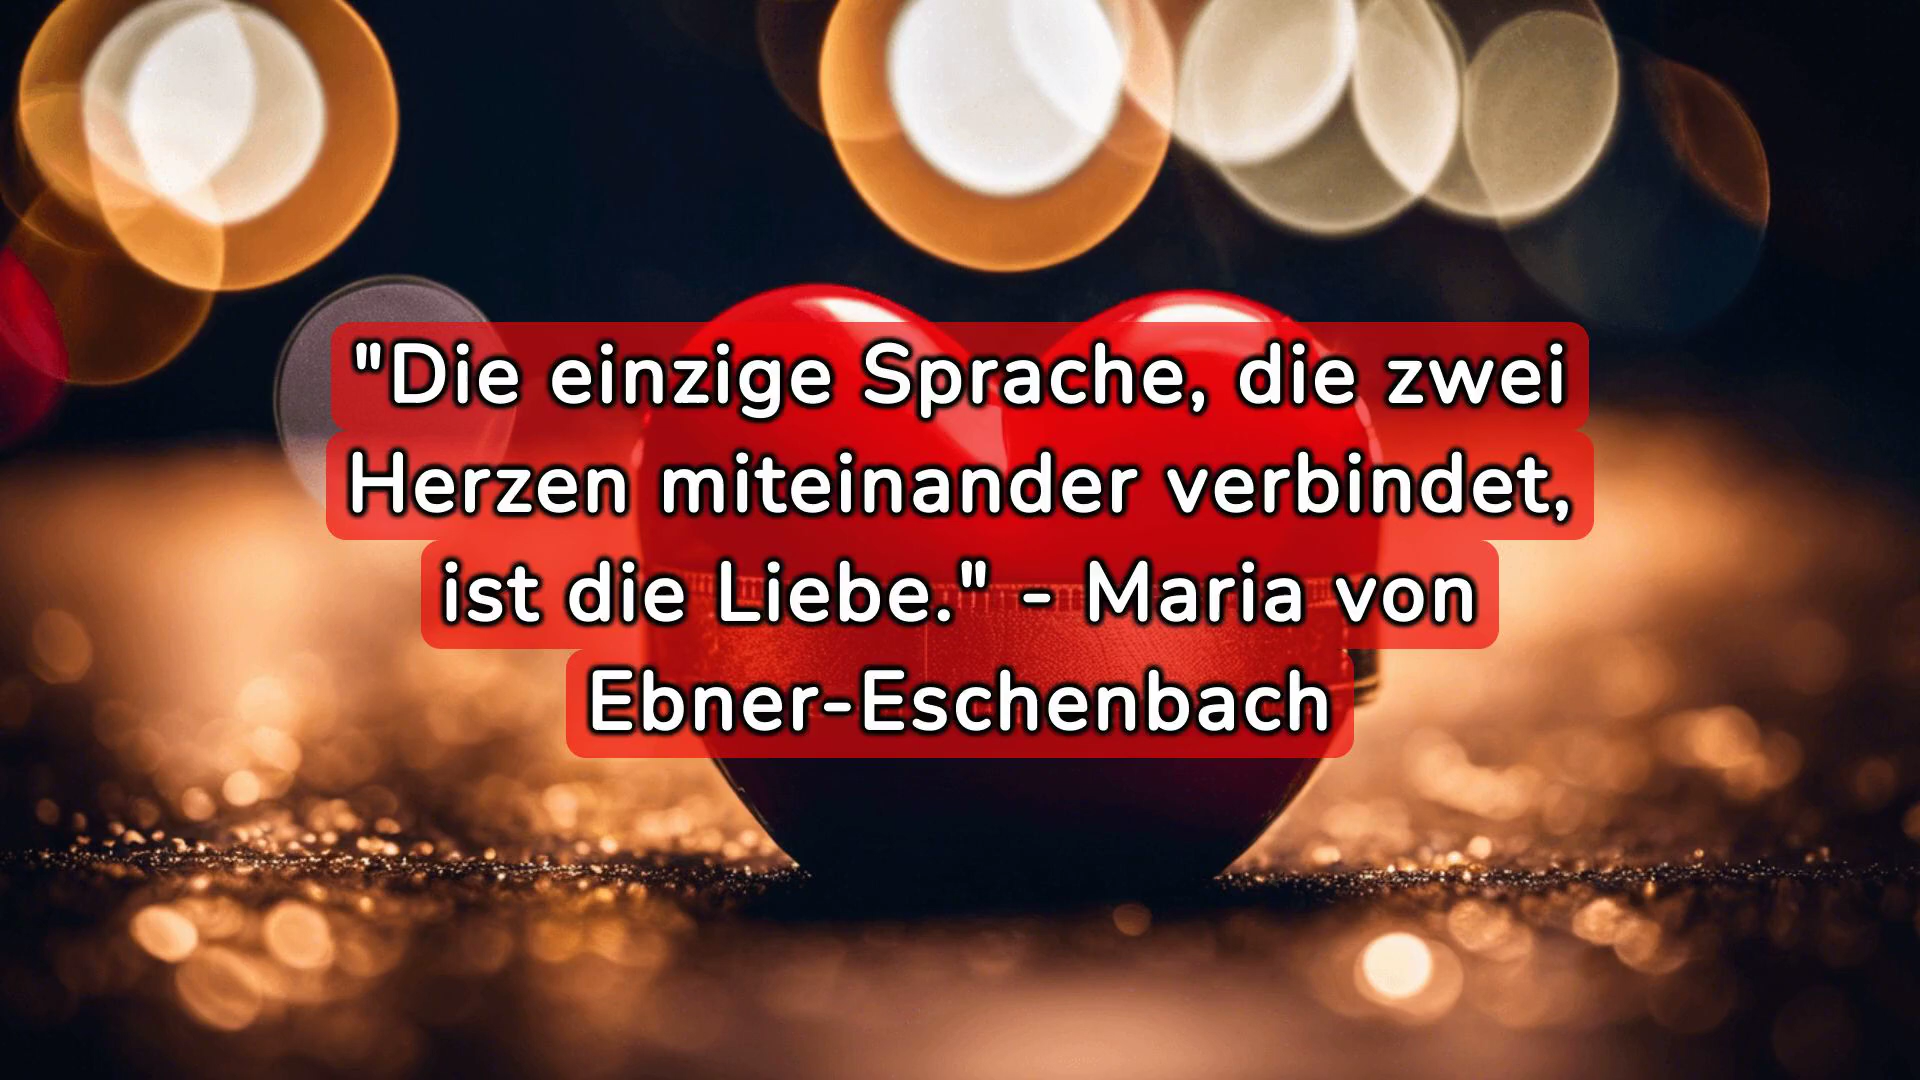 "Die einzige Sprache, die zwei
Herzen miteinander verbindet,
ist die Liebe." - Maria von
Ebner-Eschenbach